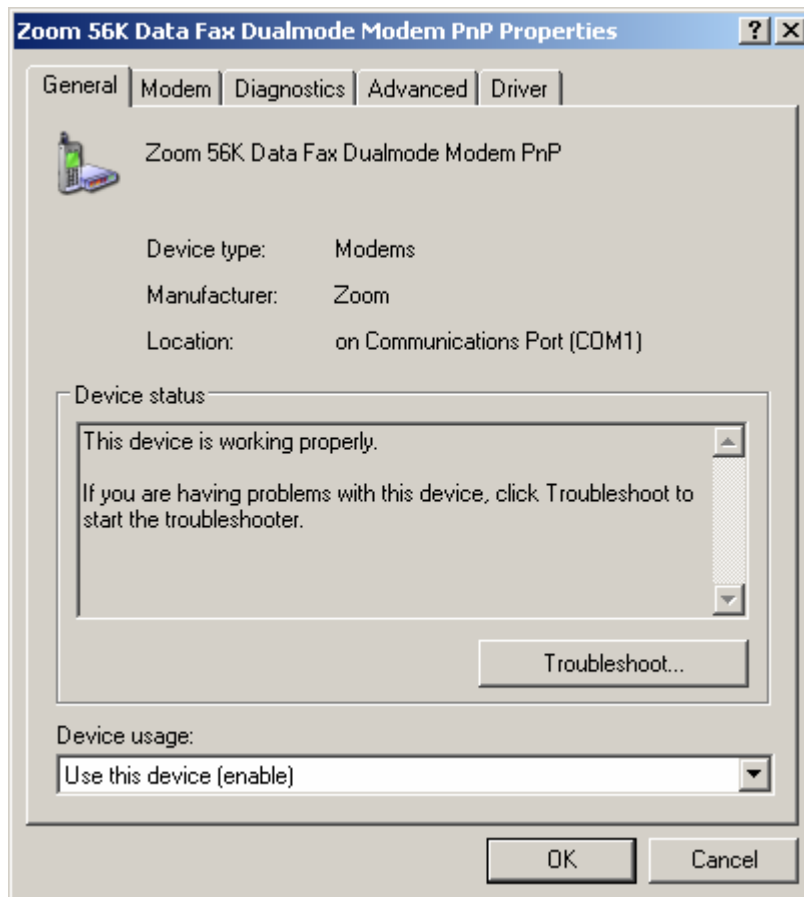 Zoom 56K Data Fax Dualmode Modem PnP Properties
General Modem Diagnostics Advanced Driver
Zoom 56K Data Fax Dualmode Modem PnP
Device type: Modems
Manufacturer: Zoom
Location: on Communications Port (COM1)
Device status
This device is working properly.
If you are having problems with this device, click Troubleshoot to
start the troubleshooter.
Troubleshoot...
Device usage:
Use this device (enable)
OK Cancel